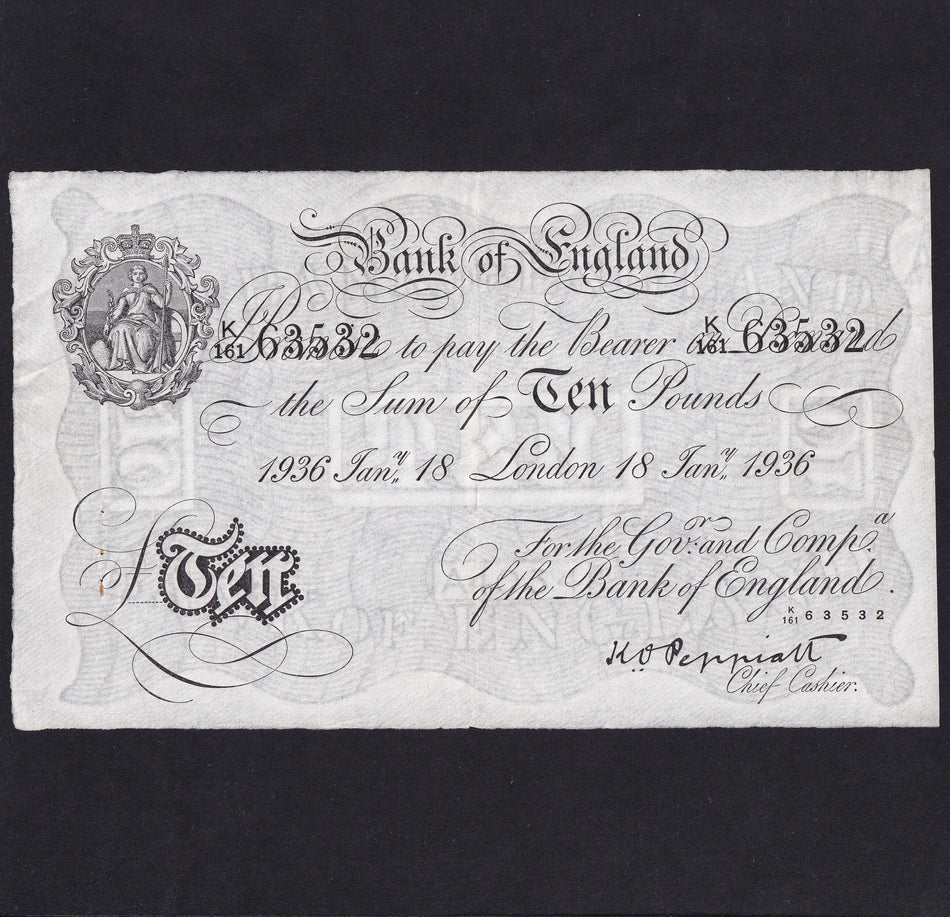 Bank of England
K
161 63532 to pay the Bearer K
161 63532
the Sum of Ten Pounds
1936 Jany 18 London 18 Jany 1936
For the Govr. and Compa.
of the Bank of England.
£Ten
K
161 63532
K O Peppiatt
Chief Cashier.